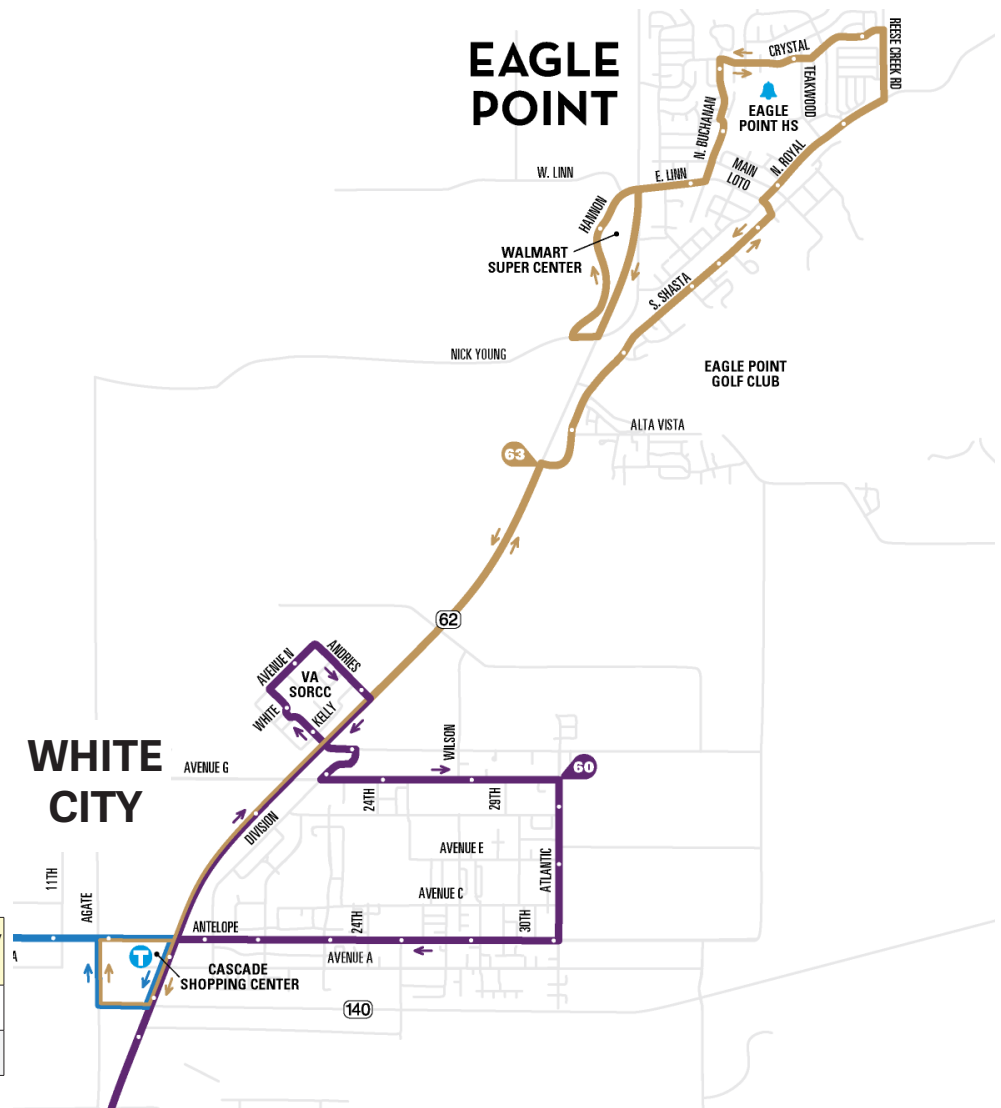 EAGLE
POINT
CRYSTAL
REESE CREEK RD
TEAKWOOD
EAGLE
POINT HS
N. BUCHANAN
MAIN
LOTO
N. ROYAL
W. LINN
E. LINN
HANNON
WALMART
SUPER CENTER
S. SHASTA
NICK YOUNG
EAGLE POINT
GOLF CLUB
ALTA VISTA
63
62
AVENUE N
ANDRIES
VA
SORCC
WHITE
KELLY
WHITE
CITY
AVENUE G
WILSON
60
24TH
29TH
DIVISION
AVENUE E
ATLANTIC
11TH
AGATE
AVENUE C
ANTELOPE
24TH
30TH
A
T
AVENUE A
CASCADE
SHOPPING CENTER
140